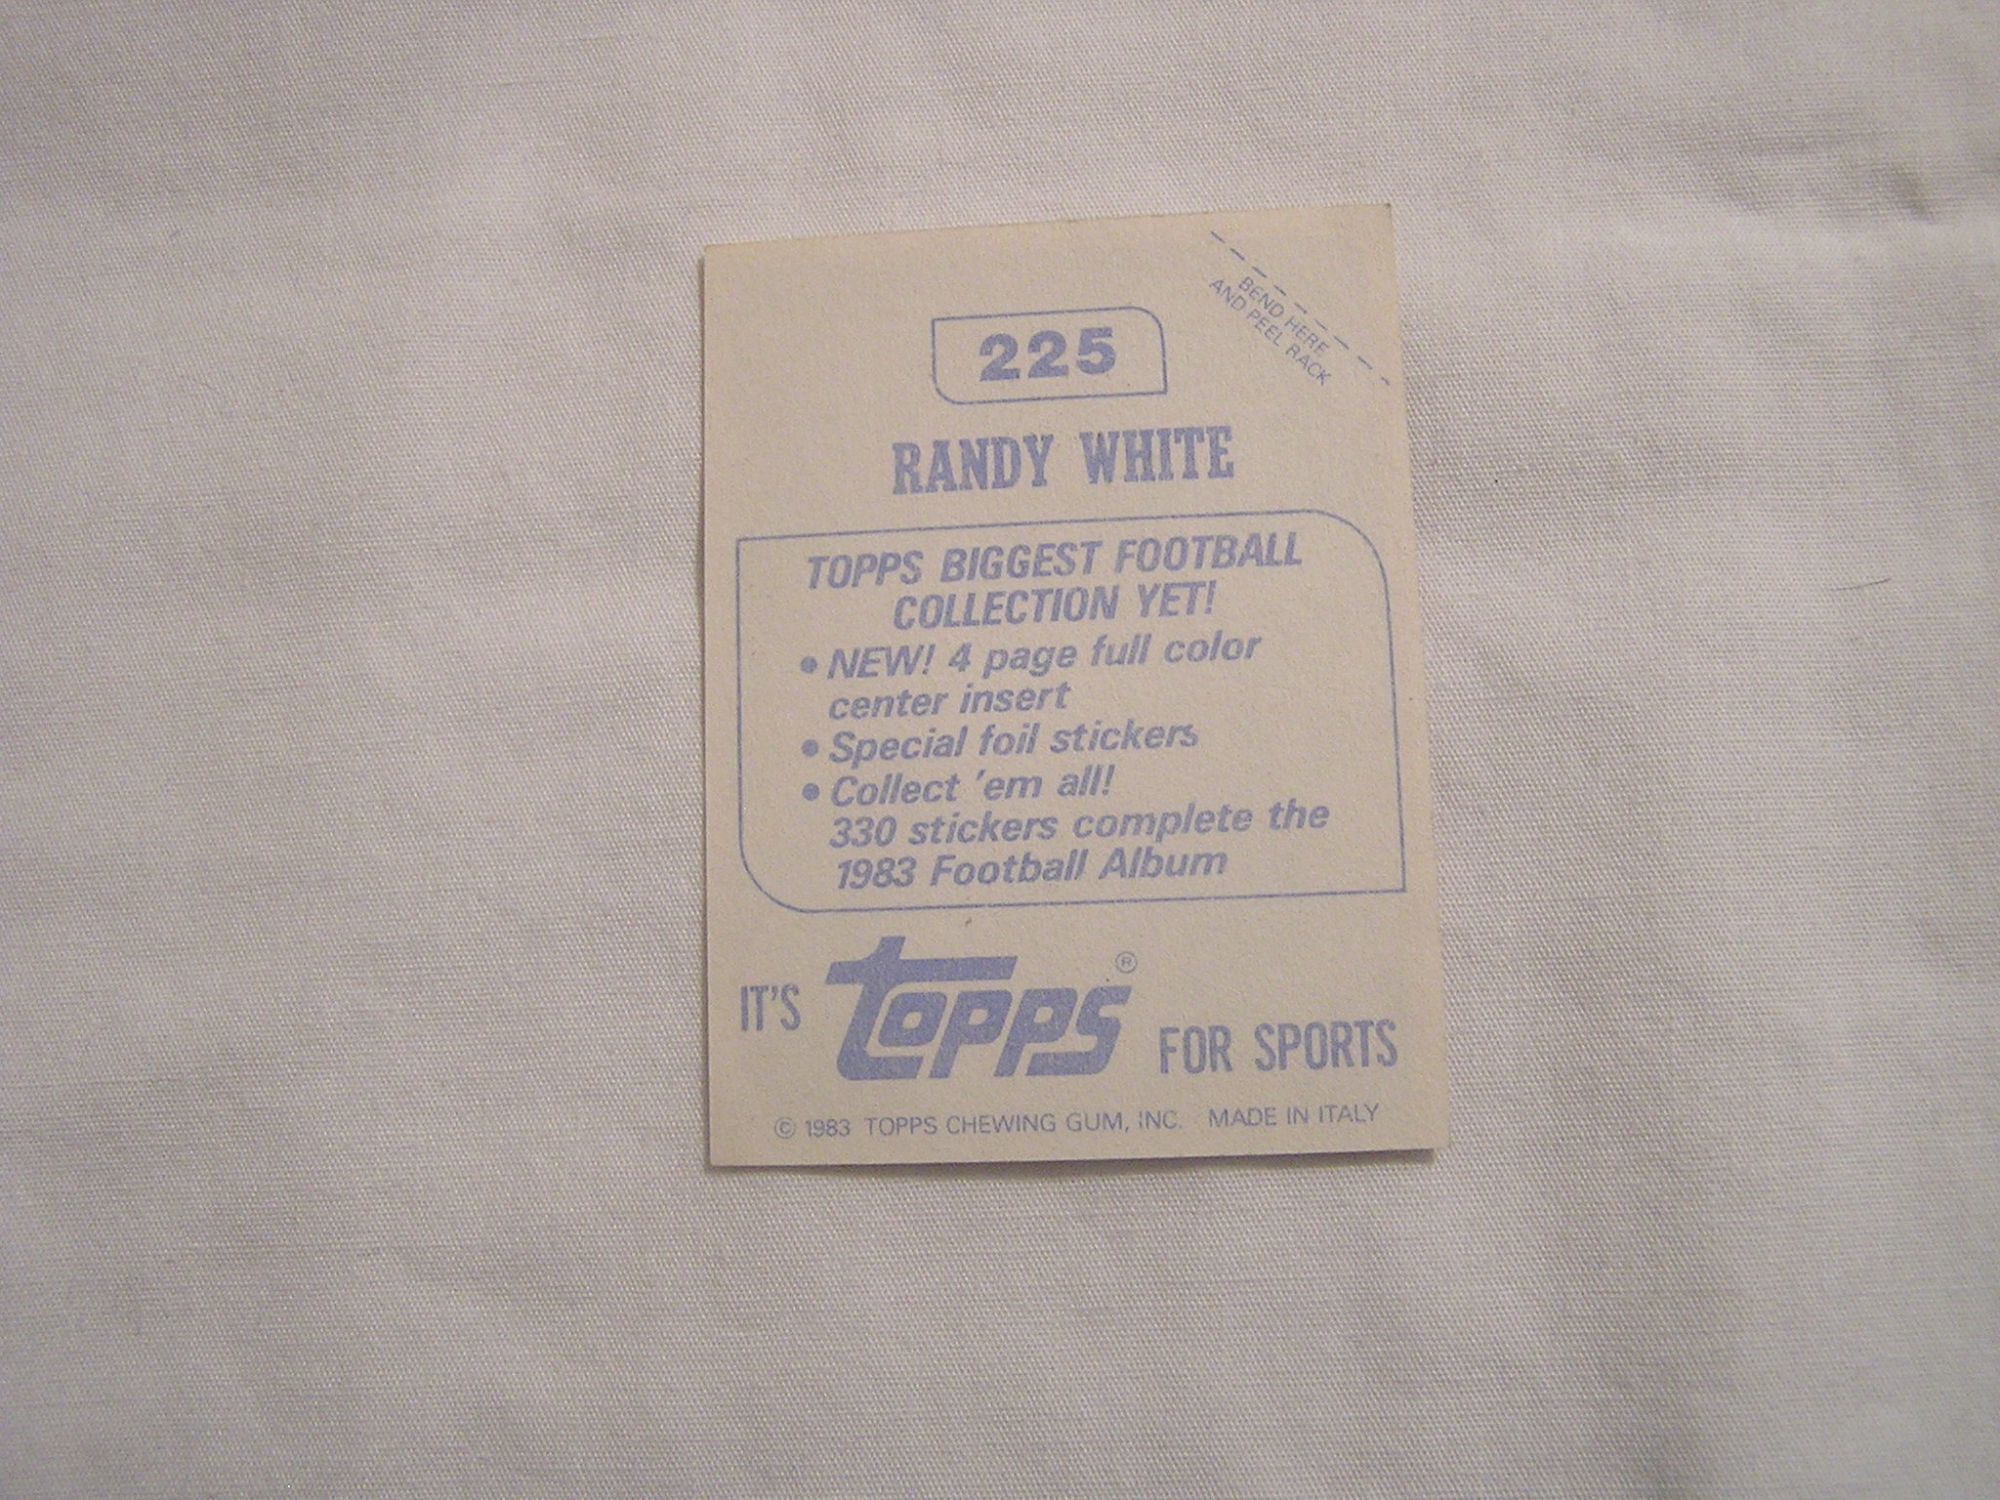 BEND HERE
AND PEEL RACK
225
RANDY WHITE
TOPPS BIGGEST FOOTBALL
COLLECTION YET!
• NEW! 4 page full color
center insert
• Special foil stickers
• Collect 'em all!
330 stickers complete the
1983 Football Album
IT'S topps ® FOR SPORTS
© 1983 TOPPS CHEWING GUM, INC. MADE IN ITALY